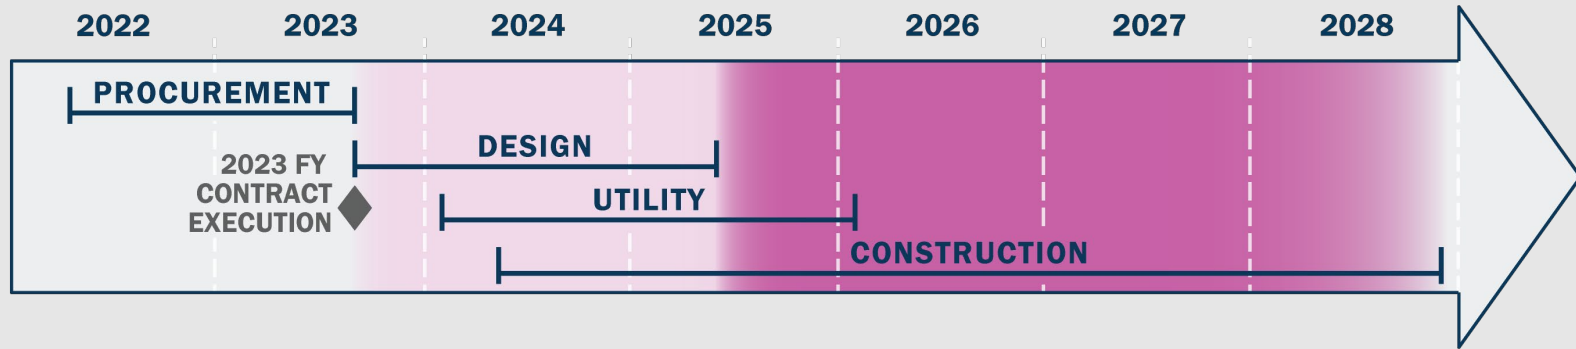 2022 2023 2024 2025 2026 2027 2028
PROCUREMENT
DESIGN
2023 FY
CONTRACT
EXECUTION
UTILITY
CONSTRUCTION